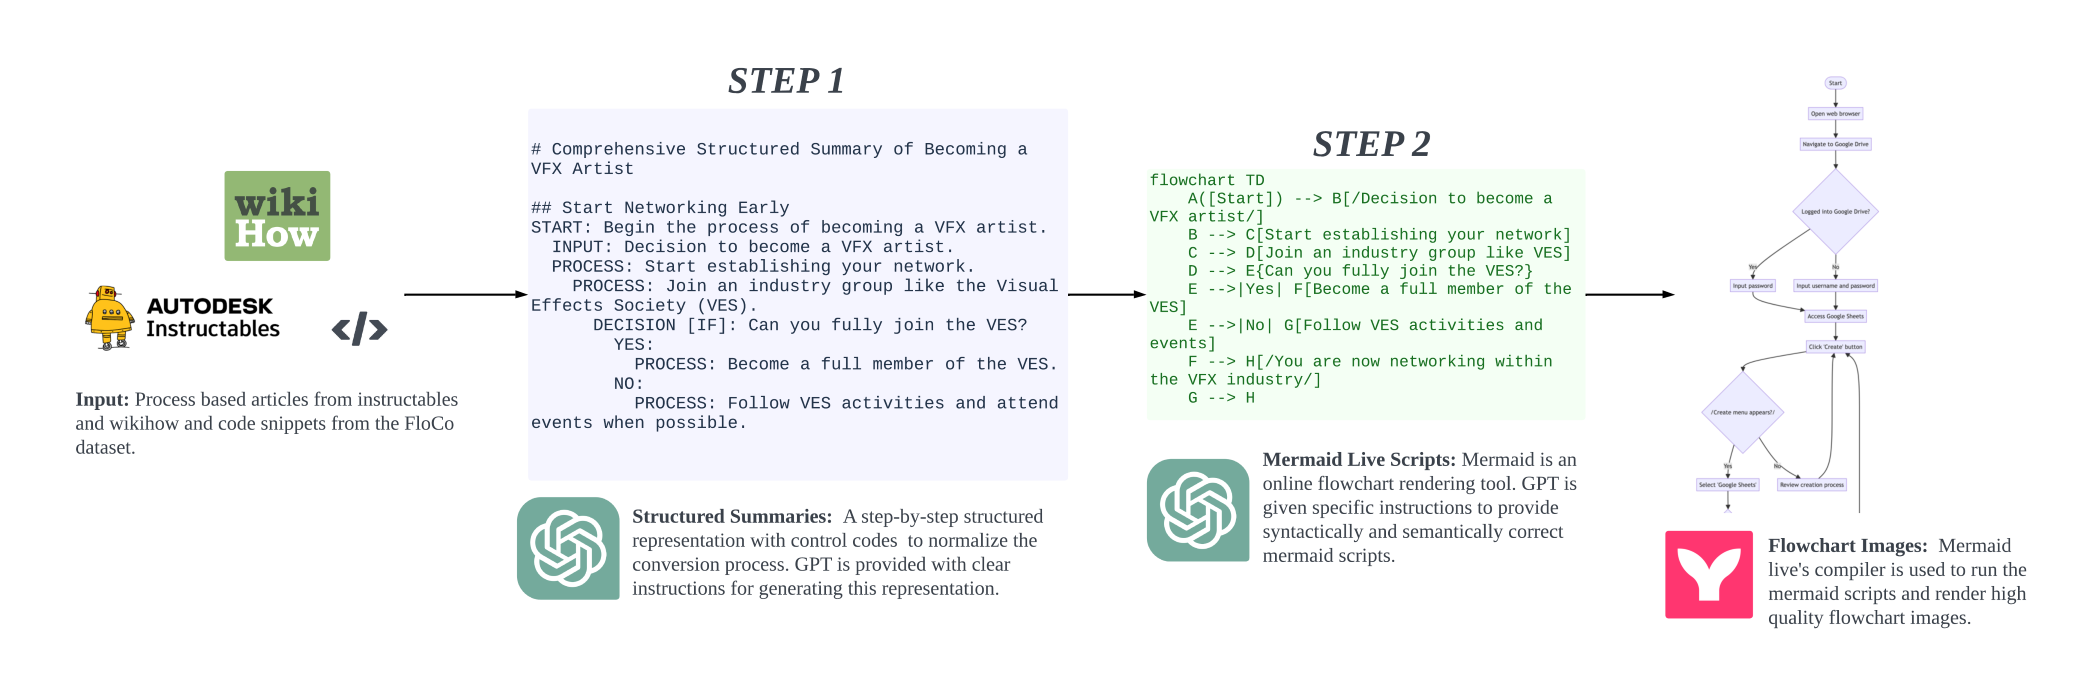 wiki
How
AUTODESK
Instructables
</>
Input: Process based articles from instructables
and wikihow and code snippets from the FloCo
dataset.
STEP 1
# Comprehensive Structured Summary of Becoming a
VFX Artist
## Start Networking Early
START: Begin the process of becoming a VFX artist.
INPUT: Decision to become a VFX artist.
PROCESS: Start establishing your network.
PROCESS: Join an industry group like the Visual
Effects Society (VES).
DECISION [IF]: Can you fully join the VES?
YES:
PROCESS: Become a full member of the VES.
NO:
PROCESS: Follow VES activities and attend
events when possible.
Structured Summaries:  A step-by-step structured
representation with control codes  to normalize the
conversion process. GPT is provided with clear
instructions for generating this representation.
STEP 2
flowchart TD
A([Start]) --> B[/Decision to become a
VFX artist/]
B --> C[Start establishing your network]
C --> D[Join an industry group like VES]
D --> E{Can you fully join the VES?}
E -->|Yes| F[Become a full member of the
VES]
E -->|No| G[Follow VES activities and
events]
F --> H[/You are now networking within
the VFX industry/]
G --> H
Mermaid Live Scripts: Mermaid is an
online flowchart rendering tool. GPT is
given specific instructions to provide
syntactically and semantically correct
mermaid scripts.
Start
Open web browser
Navigate to Google Drive
Logged into Google Drive?
Yes
No
Input password
Input username and password
Access Google Sheets
Click 'Create' button
/Create menu appears?/
Yes
No
Select 'Google Sheets'
Review creation process
Flowchart Images:  Mermaid
live's compiler is used to run the
mermaid scripts and render high
quality flowchart images.